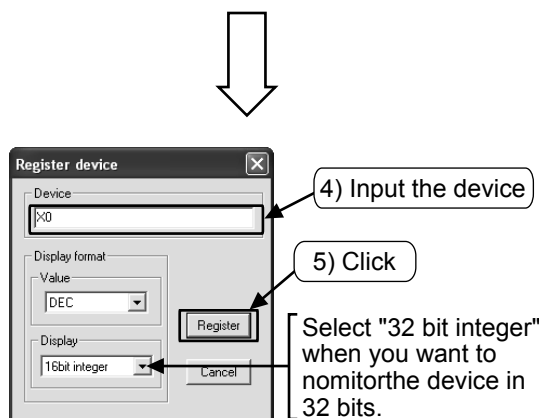 Register device
Device
X0
4) Input the device
Display format
Value
DEC
5) Click
Register
Display
16bit integer
Cancel
Select "32 bit integer"
when you want to
nomitorthe device in
32 bits.